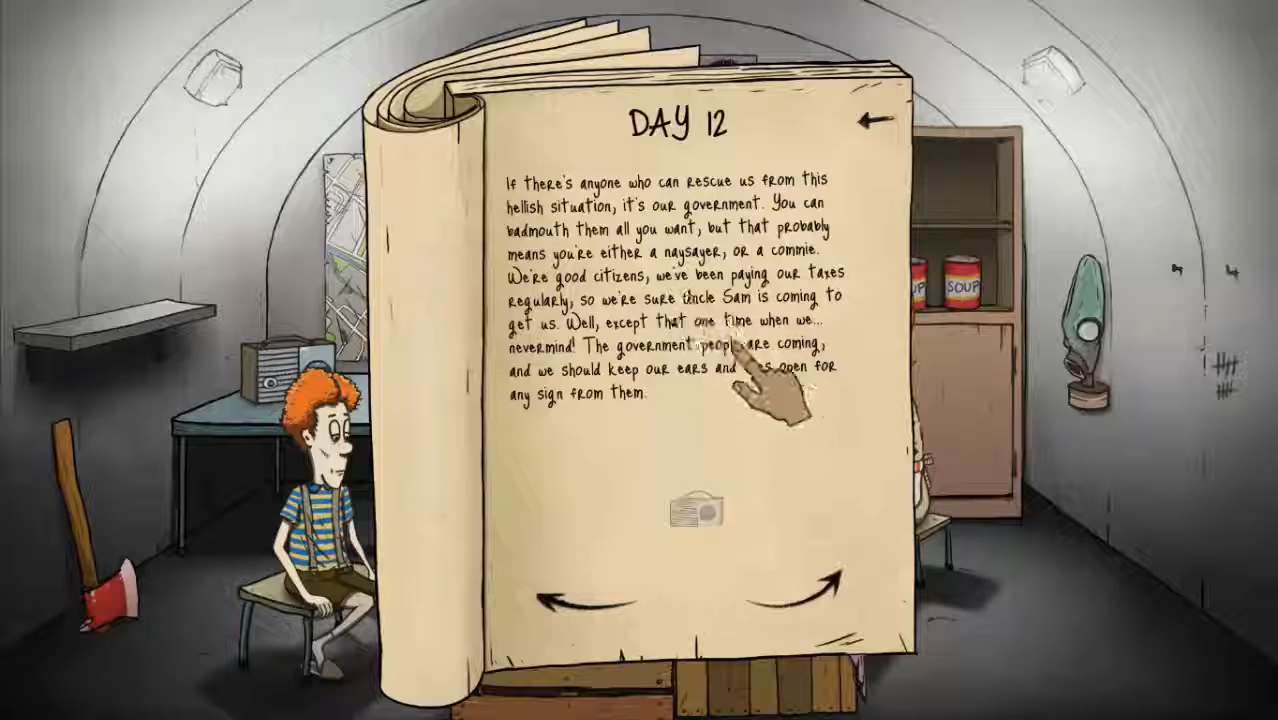 DAY 12
If there's anyone who can rescue us from this
hellish situation, it's our government. You can
badmouth them all you want, but that probably
means you're either a naysayer, or a commie.
We're good citizens, we've been paying our taxes
regularly, so we're sure Uncle Sam is coming to
get us. Well, except that one time when we...
nevermind! The government people are coming,
and we should keep our ears and open for
any sign from them.
UP
SOUP